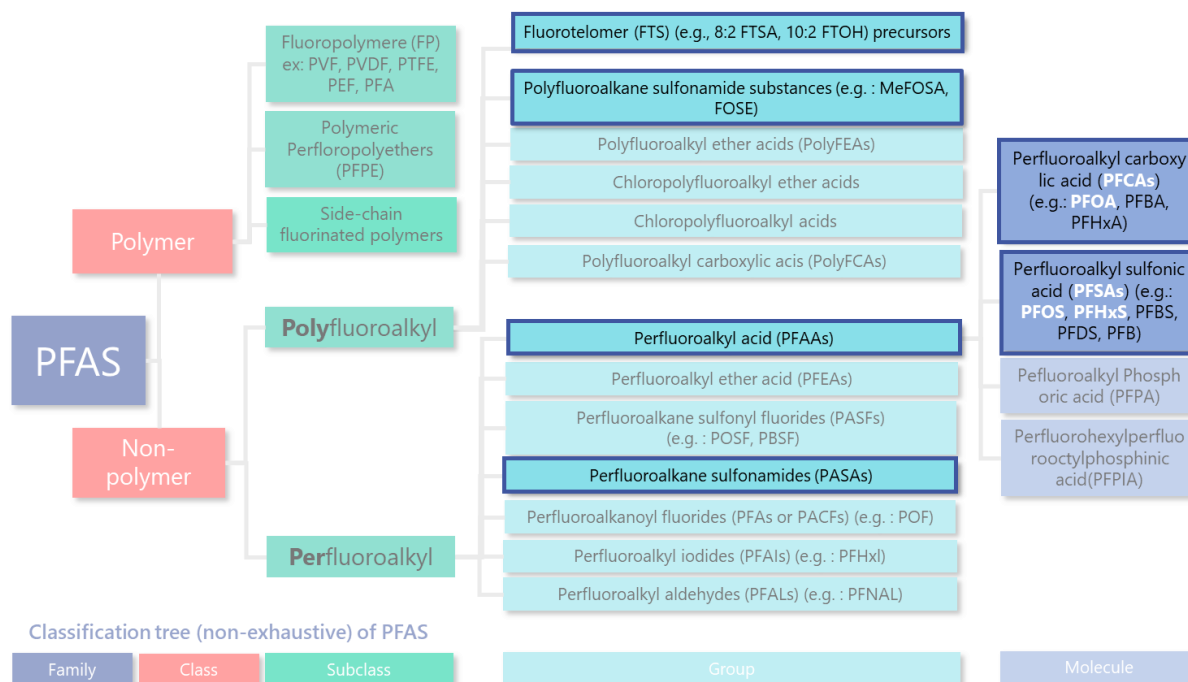 PFAS
Polymer
Non-
polymer
Fluoropolymere (FP)
ex: PVF, PVDF, PTFE,
PEF, PFA
Polymeric
Perfloropolyethers
(PFPE)
Side-chain
fluorinated polymers
Polyfluoroalkyl
Perfluoroalkyl
Fluorotelomer (FTS) (e.g., 8:2 FTSA, 10:2 FTOH) precursors
Polyfluoroalkane sulfonamide substances (e.g. : MeFOSA,
FOSE)
Polyfluoroalkyl ether acids (PolyFEAs)
Chloropolyfluoroalkyl ether acids
Chloropolyfluoroalkyl acids
Polyfluoroalkyl carboxylic acis (PolyFCAs)
Perfluoroalkyl acid (PFAAs)
Perfluoroalkyl ether acid (PFEAs)
Perfluoroalkane sulfonyl fluorides (PASFs)
(e.g. : POSF, PBSF)
Perfluoroalkane sulfonamides (PASAs)
Perfluoroalkanoyl fluorides (PFAs or PACFs) (e.g. : POF)
Perfluoroalkyl iodides (PFAIs) (e.g. : PFHxl)
Perfluoroalkyl aldehydes (PFALs) (e.g. : PFNAL)
Perfluoroalkyl carboxy
lic acid (PFCAs)
(e.g.: PFOA, PFBA,
PFHxA)
Perfluoroalkyl sulfonic
acid (PFSAs) (e.g.:
PFOS, PFHxS, PFBS,
PFDS, PFB)
Pefluoroalkyl Phosph
oric acid (PFPA)
Perfluorohexylperfluo
rooctylphosphinic
acid(PFPIA)
Classification tree (non-exhaustive) of PFAS
Family
Class
Subclass
Group
Molecule